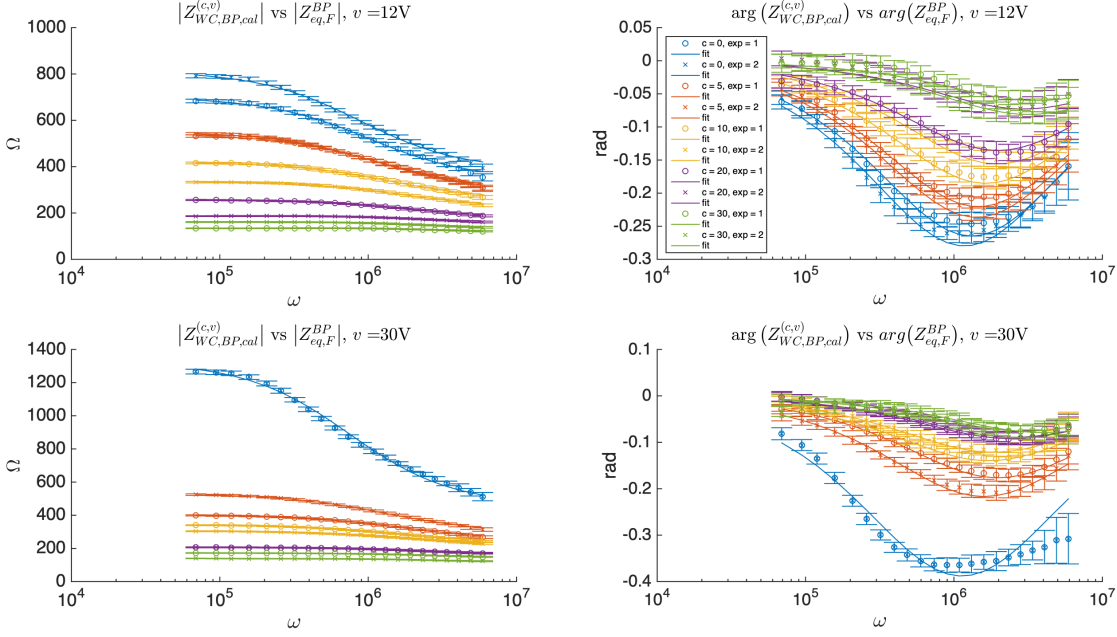 |Z_{WC,BP,cal}^{(c,v)}| vs |Z_{eq,F}^{BP}|, v =12V
1000
800
600
400
200
0
Ω
10^4
10^5
10^6
10^7
ω
arg (Z_{WC,BP,cal}^{(c,v)}) vs arg(Z_{eq,F}^{BP}), v =12V
0.05
0
-0.05
-0.1
-0.15
-0.2
-0.25
-0.3
rad
c = 0, exp = 1
c = 0, exp = 2
fit
c = 5, exp = 1
fit
c = 5, exp = 2
fit
c = 10, exp = 1
fit
c = 10, exp = 2
fit
c = 20, exp = 1
fit
c = 20, exp = 2
fit
c = 30, exp = 1
fit
c = 30, exp = 2
fit
10^4
10^5
10^6
10^7
ω
|Z_{WC,BP,cal}^{(c,v)}| vs |Z_{eq,F}^{BP}|, v =30V
1400
1200
1000
800
600
400
200
0
Ω
10^4
10^5
10^6
10^7
ω
arg (Z_{WC,BP,cal}^{(c,v)}) vs arg(Z_{eq,F}^{BP}), v =30V
0.1
0
-0.1
-0.2
-0.3
-0.4
rad
10^4
10^5
10^6
10^7
ω